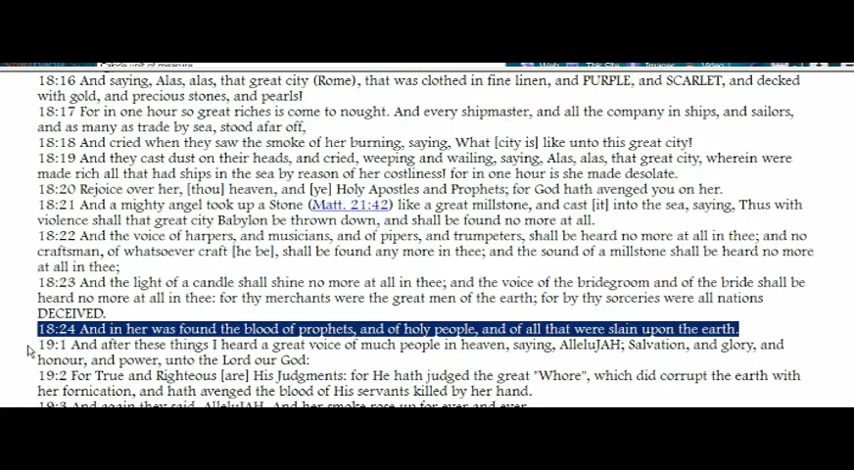 18:16 And saying, Alas, alas, that great city (Rome), that was clothed in fine linen, and PURPLE, and SCARLET, and decked
with gold, and precious stones, and pearls!
18:17 For in one hour so great riches is come to nought. And every shipmaster, and all the company in ships, and sailors,
and as many as trade by sea, stood afar off,
18:18 And cried when they saw the smoke of her burning, saying, What [city is] like unto this great city!
18:19 And they cast dust on their heads, and cried, weeping and wailing, saying, Alas, alas, that great city, wherein were
made rich all that had ships in the sea by reason of her costliness! for in one hour is she made desolate.
18:20 Rejoice over her, [thou] heaven, and [ye] Holy Apostles and Prophets; for God hath avenged you on her.
18:21 And a mighty angel took up a Stone (Matt. 21:42) like a great millstone, and cast [it] into the sea, saying, Thus with
violence shall that great city Babylon be thrown down, and shall be found no more at all.
18:22 And the voice of harpers, and musicians, and of pipers, and trumpeters, shall be heard no more at all in thee; and no
craftsman, of whatsoever craft [he be], shall be found any more in thee; and the sound of a millstone shall be heard no more
at all in thee;
18:23 And the light of a candle shall shine no more at all in thee; and the voice of the bridegroom and of the bride shall be
heard no more at all in thee: for thy merchants were the great men of the earth; for by thy sorceries were all nations
DECEIVED.
18:24 And in her was found the blood of prophets, and of holy people, and of all that were slain upon the earth.
19:1 And after these things I heard a great voice of much people in heaven, saying, AlleluJAH; Salvation, and glory, and
honour, and power, unto the Lord our God:
19:2 For True and Righteous [are] His Judgments: for He hath judged the great "Whore", which did corrupt the earth with
her fornication, and hath avenged the blood of His servants killed by her hand.
19:3 And again they said, AlleluJAH. And her smoke rose up for ever and ever.